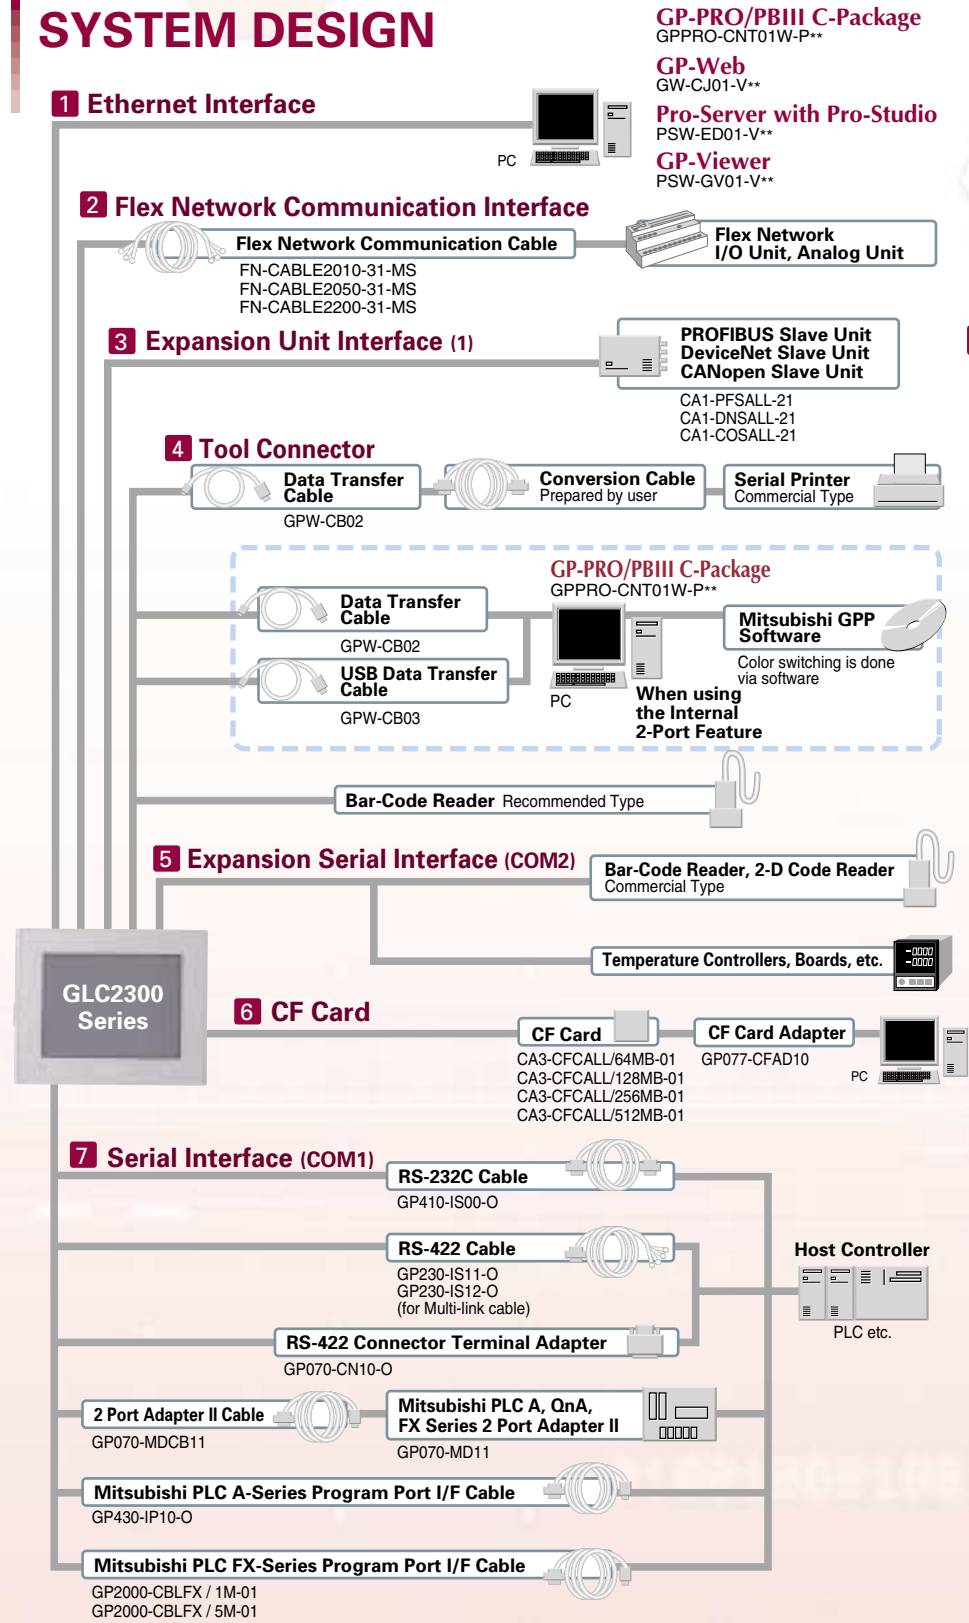 SYSTEM DESIGN
GP-PRO/PBIII C-Package
GPPRO-CNT01W-P**
GP-Web
GW-CJ01-V**
Pro-Server with Pro-Studio
PSW-ED01-V**
GP-Viewer
PSW-GV01-V**
1 Ethernet Interface
PC
2 Flex Network Communication Interface
Flex Network Communication Cable
FN-CABLE2010-31-MS
FN-CABLE2050-31-MS
FN-CABLE2200-31-MS
Flex Network
I/O Unit, Analog Unit
3 Expansion Unit Interface (1)
PROFIBUS Slave Unit
DeviceNet Slave Unit
CANopen Slave Unit
CA1-PFSALL-21
CA1-DNSALL-21
CA1-COSALL-21
4 Tool Connector
Data Transfer
Cable
GPW-CB02
Conversion Cable
Prepared by user
Serial Printer
Commercial Type
GP-PRO/PBIII C-Package
GPPRO-CNT01W-P**
Data Transfer
Cable
GPW-CB02
USB Data Transfer
Cable
GPW-CB03
PC
When using
the Internal
2-Port Feature
Mitsubishi GPP
Software
Color switching is done
via software
Bar-Code Reader Recommended Type
5 Expansion Serial Interface (COM2)
Bar-Code Reader, 2-D Code Reader
Commercial Type
Temperature Controllers, Boards, etc.
-0000
-0000
GLC2300
Series
6 CF Card
CF Card
CA3-CFCALL/64MB-01
CA3-CFCALL/128MB-01
CA3-CFCALL/256MB-01
CA3-CFCALL/512MB-01
CF Card Adapter
GP077-CFAD10
PC
7 Serial Interface (COM1)
RS-232C Cable
GP410-IS00-O
RS-422 Cable
GP230-IS11-O
GP230-IS12-O
(for Multi-link cable)
Host Controller
PLC etc.
RS-422 Connector Terminal Adapter
GP070-CN10-O
2 Port Adapter II Cable
GP070-MDCB11
Mitsubishi PLC A, QnA,
FX Series 2 Port Adapter II
GP070-MD11
Mitsubishi PLC A-Series Program Port I/F Cable
GP430-IP10-O
Mitsubishi PLC FX-Series Program Port I/F Cable
GP2000-CBLFX / 1M-01
GP2000-CBLFX / 5M-01